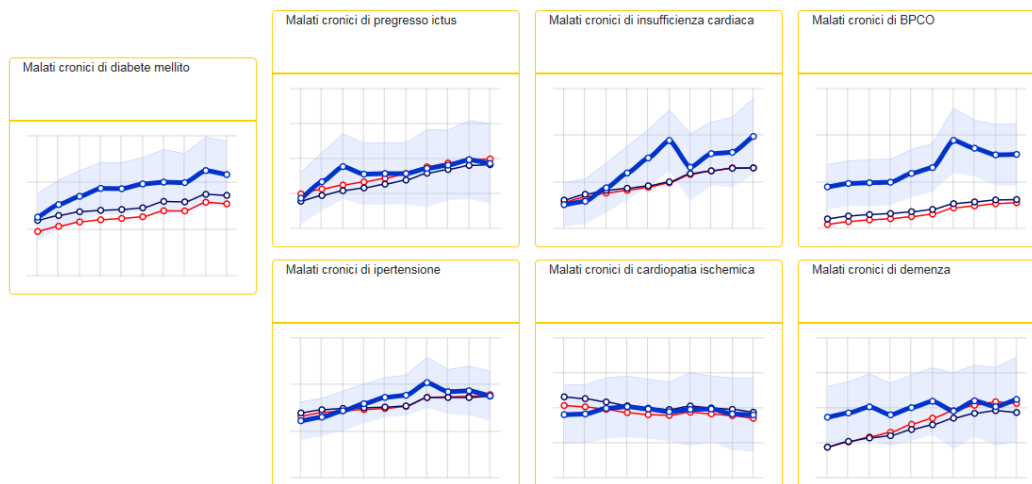 Malati cronici di diabete mellito
Malati cronici di pregresso ictus
Malati cronici di insufficienza cardiaca
Malati cronici di BPCO
Malati cronici di ipertensione
Malati cronici di cardiopatia ischemica
Malati cronici di demenza